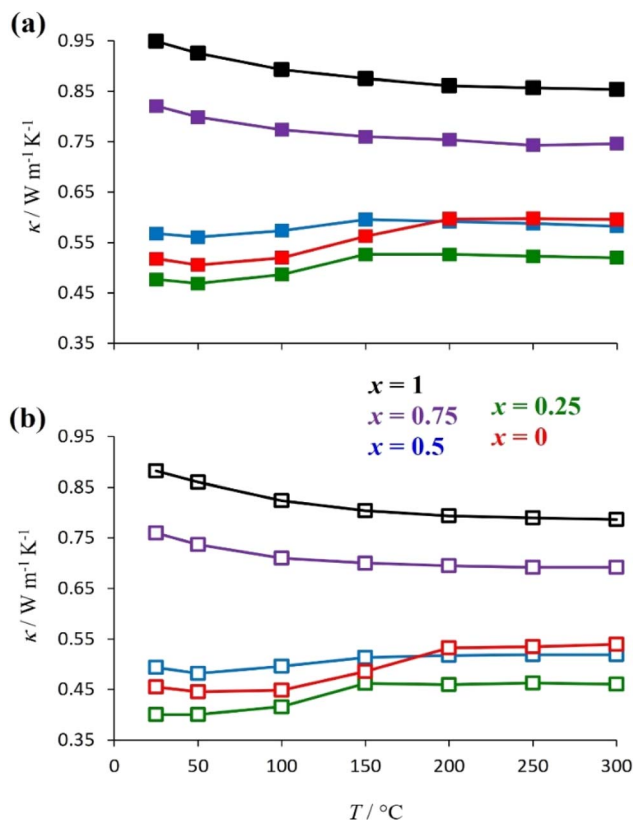 (a)
0.95
0.85
0.75
0.65
0.55
0.45
0.35
κ / W m⁻¹ K⁻¹
x = 1
x = 0.75
x = 0.5
x = 0.25
x = 0
(b)
0.95
0.85
0.75
0.65
0.55
0.45
0.35
κ / W m⁻¹ K⁻¹
0 50 100 150 200 250 300
T / °C